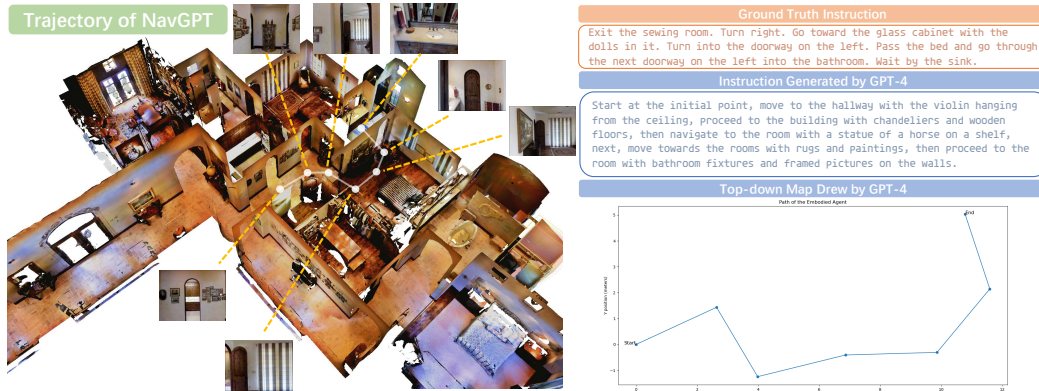 Trajectory of NavGPT
Ground Truth Instruction
Exit the sewing room. Turn right. Go toward the glass cabinet with the
dolls in it. Turn into the doorway on the left. Pass the bed and go through
the next doorway on the left into the bathroom. Wait by the sink.
Instruction Generated by GPT-4
Start at the initial point, move to the hallway with the violin hanging
from the ceiling, proceed to the building with chandeliers and wooden
floors, then navigate to the room with a statue of a horse on a shelf,
next, move towards the rooms with rugs and paintings, then proceed to the
room with bathroom fixtures and framed pictures on the walls.
Top-down Map Drew by GPT-4
Path of the Embodied Agent
Y position (meters)
5
4
3
2
1
0
−1
Start
End
0 2 4 6 8 10 12